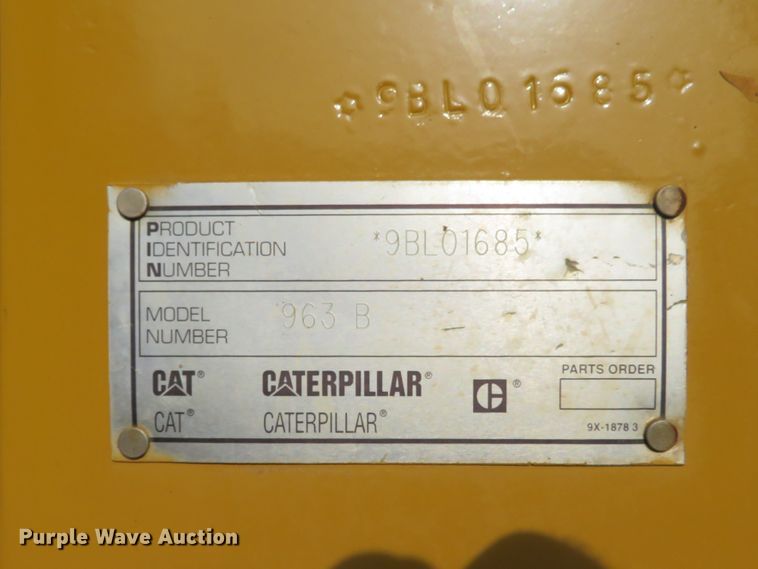 *9BL01685*
PRODUCT
IDENTIFICATION
NUMBER
*9BL01685*
MODEL
NUMBER
963 B
CAT®
CATERPILLAR®
®
PARTS ORDER
CAT®
CATERPILLAR®
9X-1878 3
Purple Wave Auction